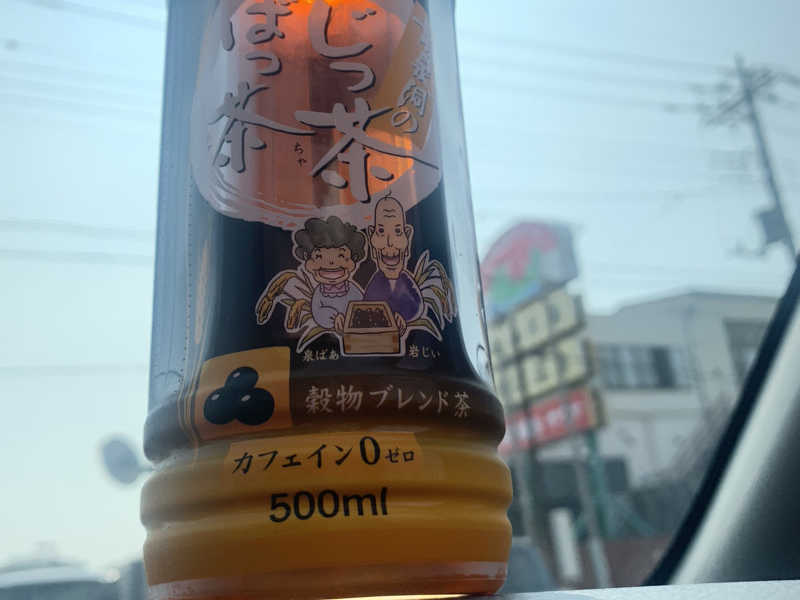 じっ茶
ばっ茶
ちゃ
泉ばあ
岩じい
穀物ブレンド茶
カフェイン0ゼロ
500ml